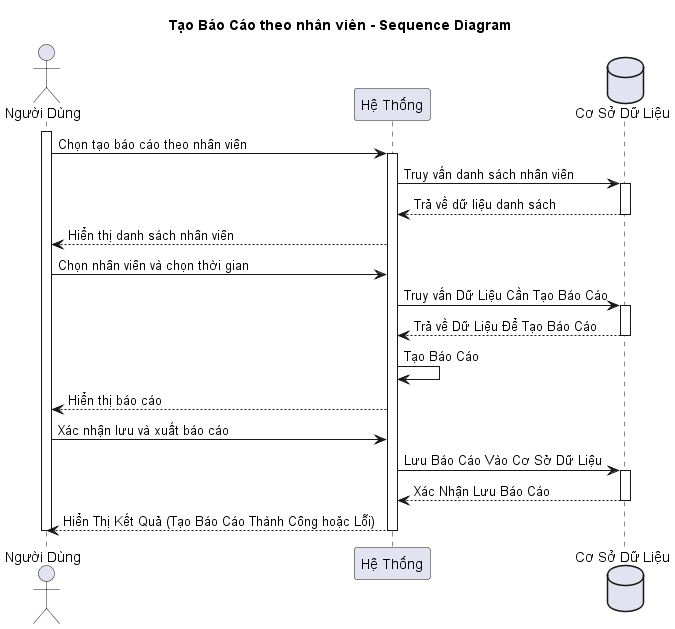 Tạo Báo Cáo theo nhân viên - Sequence Diagram
Người Dùng
Hệ Thống
Cơ Sở Dữ Liệu
Chọn tạo báo cáo theo nhân viên
Truy vấn danh sách nhân viên
Trả về dữ liệu danh sách
Hiển thị danh sách nhân viên
Chọn nhân viên và chọn thời gian
Truy vấn Dữ Liệu Cần Tạo Báo Cáo
Trả về Dữ Liệu Để Tạo Báo Cáo
Tạo Báo Cáo
Hiển thị báo cáo
Xác nhận lưu và xuất báo cáo
Lưu Báo Cáo Vào Cơ Sở Dữ Liệu
Xác Nhận Lưu Báo Cáo
Hiển Thị Kết Quả (Tạo Báo Cáo Thành Công hoặc Lỗi)
Người Dùng
Hệ Thống
Cơ Sở Dữ Liệu